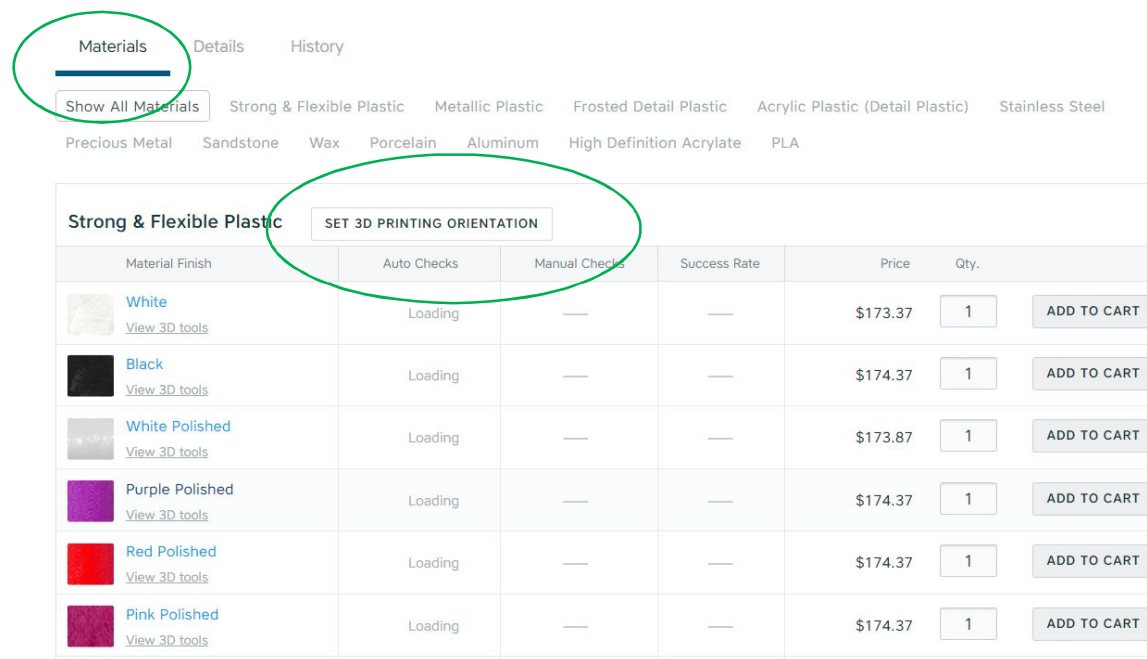 Materials Details History
Show All Materials Strong & Flexible Plastic Metallic Plastic Frosted Detail Plastic Acrylic Plastic (Detail Plastic) Stainless Steel
Precious Metal Sandstone Wax Porcelain Aluminum High Definition Acrylate PLA
Strong & Flexible Plastic SET 3D PRINTING ORIENTATION
Material Finish Auto Checks Manual Checks Success Rate Price Qty.
White Loading — — $173.37 1 ADD TO CART
View 3D tools
Black Loading — — $174.37 1 ADD TO CART
View 3D tools
White Polished Loading — — $173.87 1 ADD TO CART
View 3D tools
Purple Polished Loading — — $174.37 1 ADD TO CART
View 3D tools
Red Polished Loading — — $174.37 1 ADD TO CART
View 3D tools
Pink Polished Loading — — $174.37 1 ADD TO CART
View 3D tools